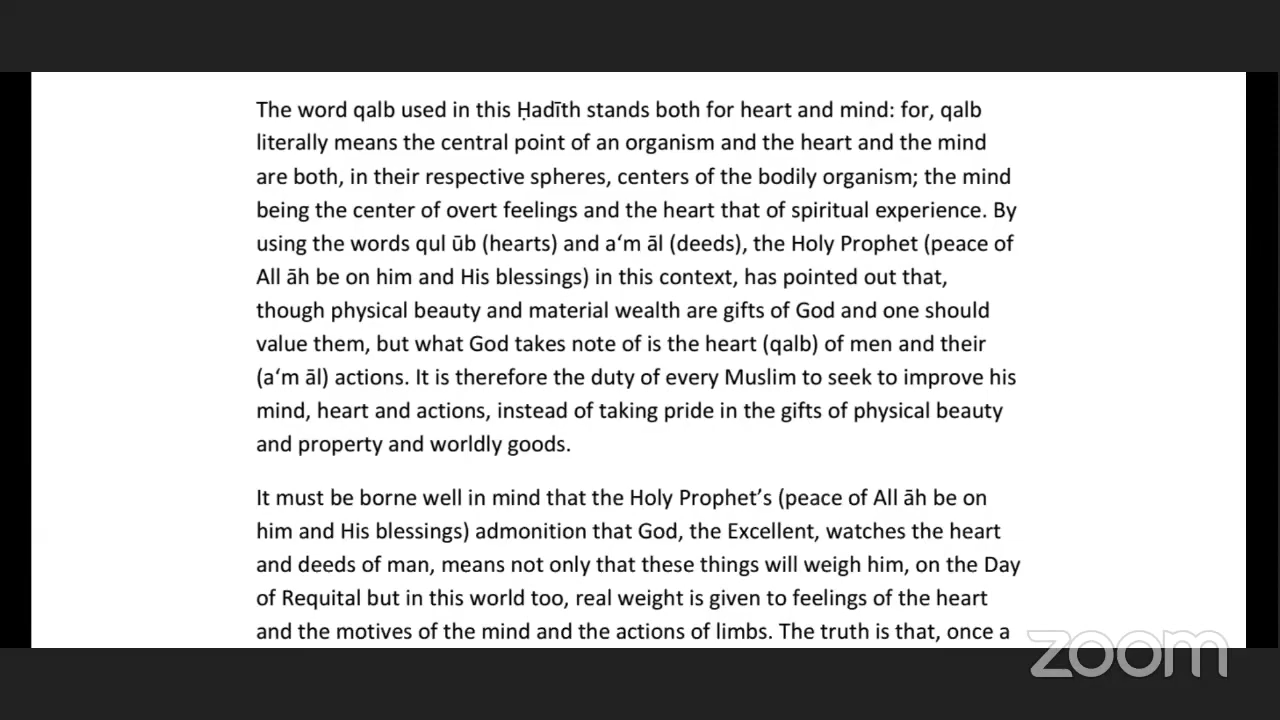 The word qalb used in this Ḥadīth stands both for heart and mind: for, qalb
literally means the central point of an organism and the heart and the mind
are both, in their respective spheres, centers of the bodily organism; the mind
being the center of overt feelings and the heart that of spiritual experience. By
using the words qul ūb (hearts) and a‘m āl (deeds), the Holy Prophet (peace of
All āh be on him and His blessings) in this context, has pointed out that,
though physical beauty and material wealth are gifts of God and one should
value them, but what God takes note of is the heart (qalb) of men and their
(a‘m āl) actions. It is therefore the duty of every Muslim to seek to improve his
mind, heart and actions, instead of taking pride in the gifts of physical beauty
and property and worldly goods.
It must be borne well in mind that the Holy Prophet’s (peace of All āh be on
him and His blessings) admonition that God, the Excellent, watches the heart
and deeds of man, means not only that these things will weigh him, on the Day
of Requital but in this world too, real weight is given to feelings of the heart
and the motives of the mind and the actions of limbs. The truth is that, once a
zoom